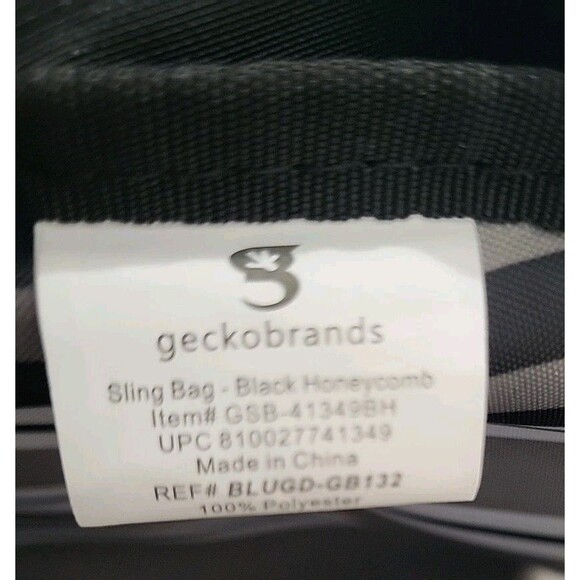 geckobrands
Sling Bag - Black Honeycomb
Item# GSB-41349BH
UPC 810027741349
Made in China
REF# BLUGD-GB132
100% Polyester